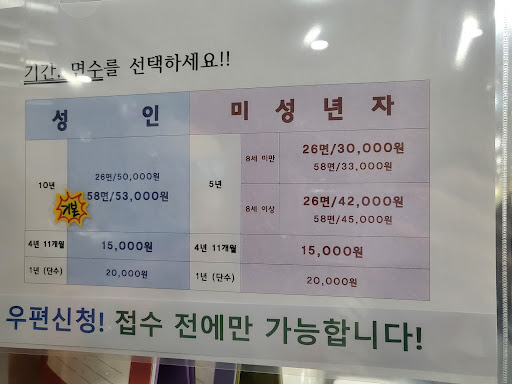 기간, 면수를 선택하세요!!
성 인 미 성 년 자
10년 26면/50,000원
58면/53,000원
기본
5년 8세 미만 26면/30,000원
58면/33,000원
8세 이상 26면/42,000원
58면/45,000원
4년 11개월 15,000원 4년 11개월 15,000원
1년 (단수) 20,000원 1년 (단수) 20,000원
우편신청! 접수 전에만 가능합니다!